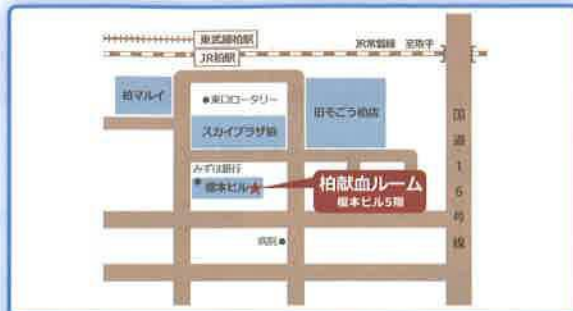 東武線柏駅
JR常磐線 至取手
JR柏駅
柏マルイ
●東口ロータリー
旧そごう柏店
スカイプラザ柏
国道16号線
みずほ銀行
榎本ビル★
柏献血ルーム
榎本ビル5階
病院●